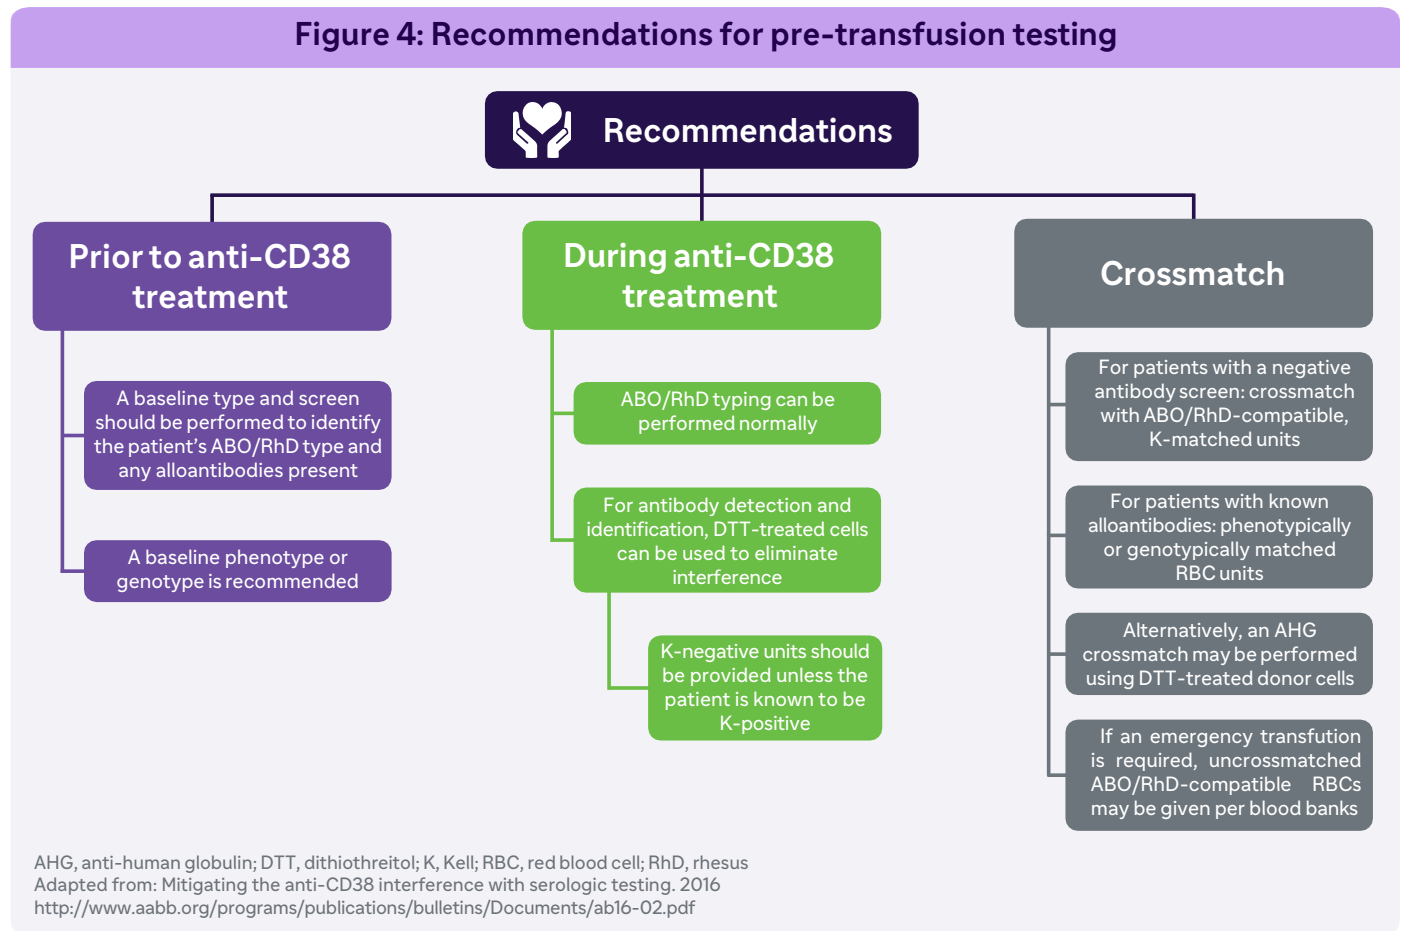 Figure 4: Recommendations for pre-transfusion testing
Recommendations
Prior to anti-CD38
treatment
A baseline type and screen
should be performed to identify
the patient's ABO/RhD type and
any alloantibodies present
A baseline phenotype or
genotype is recommended
During anti-CD38
treatment
ABO/RhD typing can be
performed normally
For antibody detection and
identification, DTT-treated cells
can be used to eliminate
interference
K-negative units should
be provided unless the
patient is known to be
K-positive
Crossmatch
For patients with a negative
antibody screen: crossmatch
with ABO/RhD-compatible,
K-matched units
For patients with known
alloantibodies: phenotypically
or genotypically matched
RBC units
Alternatively, an AHG
crossmatch may be performed
using DTT-treated donor cells
If an emergency transfution
is required, uncrossmatched
ABO/RhD-compatible RBCs
may be given per blood banks
AHG, anti-human globulin; DTT, dithiothreitol; K, Kell; RBC, red blood cell; RhD, rhesus
Adapted from: Mitigating the anti-CD38 interference with serologic testing. 2016
http://www.aabb.org/programs/publications/bulletins/Documents/ab16-02.pdf